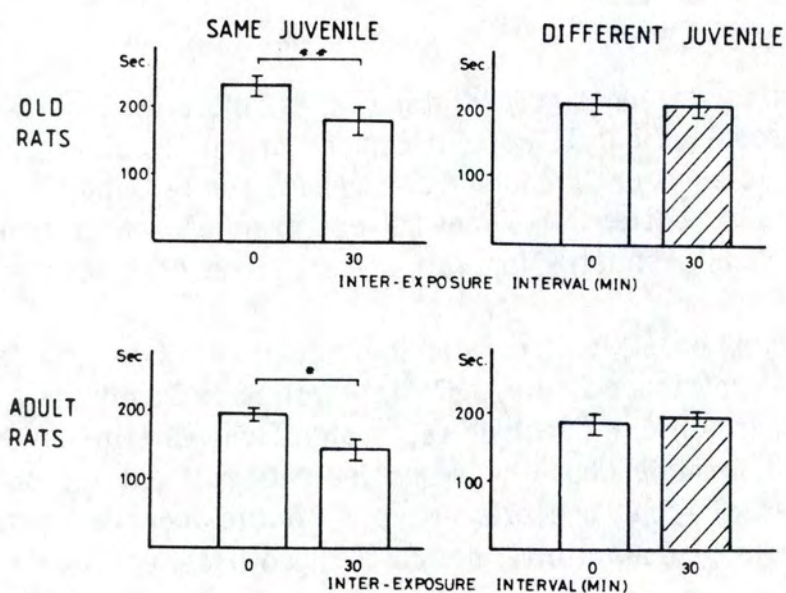 SAME JUVENILE
DIFFERENT JUVENILE
OLD
RATS
Sec.
200
100
**
0 30
Sec
200
100
0 30
INTER-EXPOSURE INTERVAL(MIN)
ADULT
RATS
Sec
200
100
*
0 30
Sec.
200
100
0 30
INTER-EXPOSURE INTERVAL(MIN)